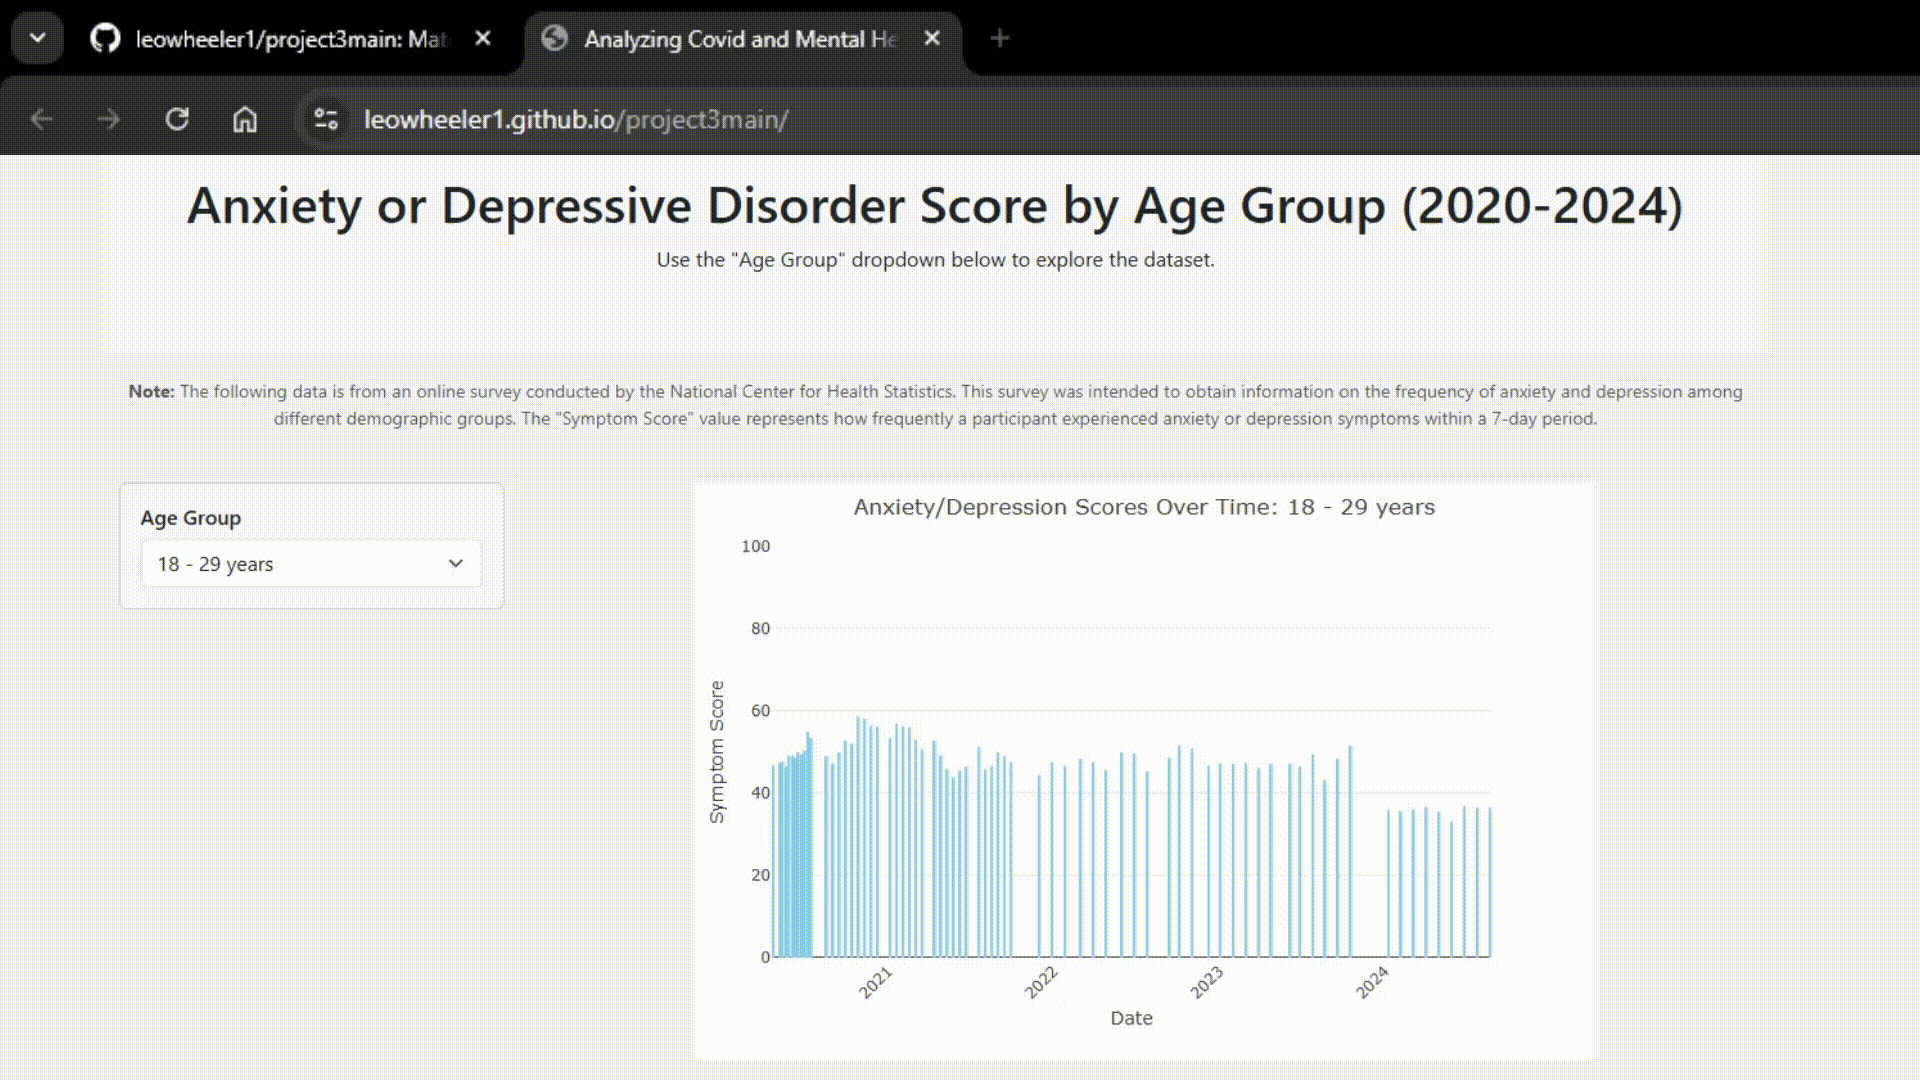 leowheeler1/project3main: Mat
Analyzing Covid and Mental He
leowheeler1.github.io/project3main/
Anxiety or Depressive Disorder Score by Age Group (2020-2024)
Use the "Age Group" dropdown below to explore the dataset.
Note: The following data is from an online survey conducted by the National Center for Health Statistics. This survey was intended to obtain information on the frequency of anxiety and depression among
different demographic groups. The "Symptom Score" value represents how frequently a participant experienced anxiety or depression symptoms within a 7-day period.
Age Group
18 - 29 years
Anxiety/Depression Scores Over Time: 18 - 29 years
100
80
60
40
20
0
Symptom Score
2021
2022
2023
2024
Date